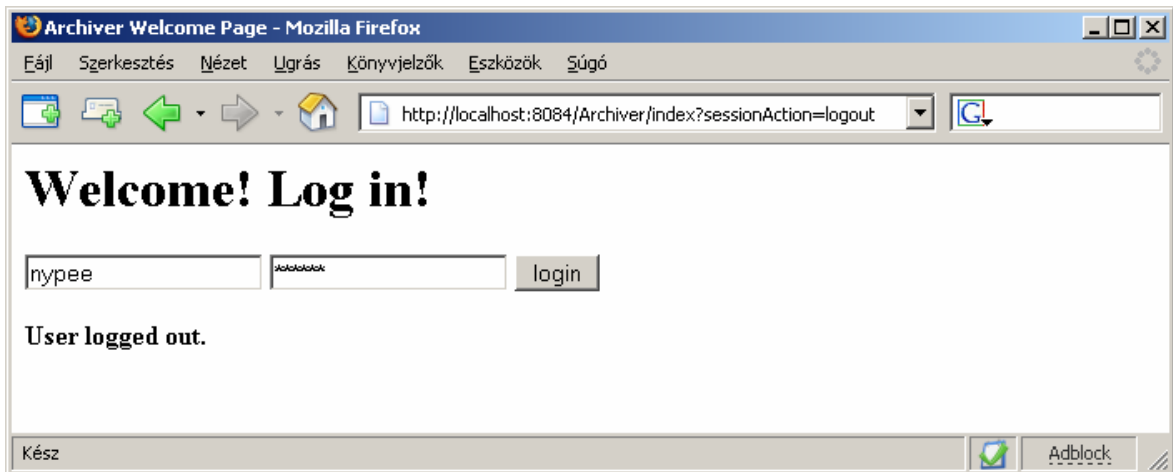 Archiver Welcome Page - Mozilla Firefox
Fájl Szerkesztés Nézet Ugrás Könyvjelzők Eszközök Súgó
http://localhost:8084/Archiver/index?sessionAction=logout G
Welcome! Log in!
nypee ******* login
User logged out.
Kész Adblock